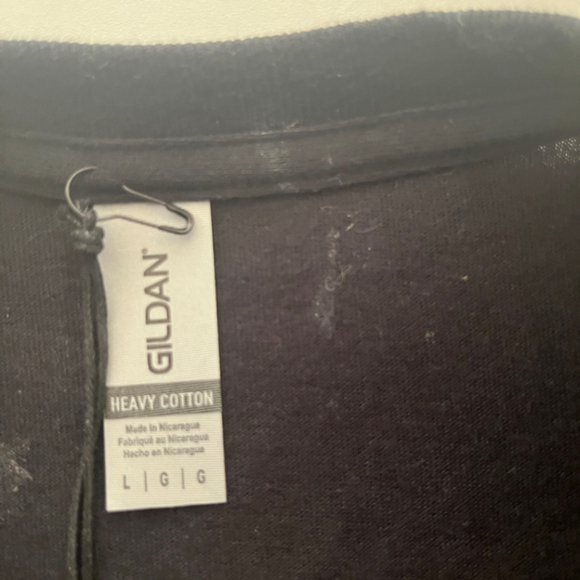 GILDAN®
HEAVY COTTON
Made in Nicaragua
Fabriqué au Nicaragua
Hecho en Nicaragua
L | G | G